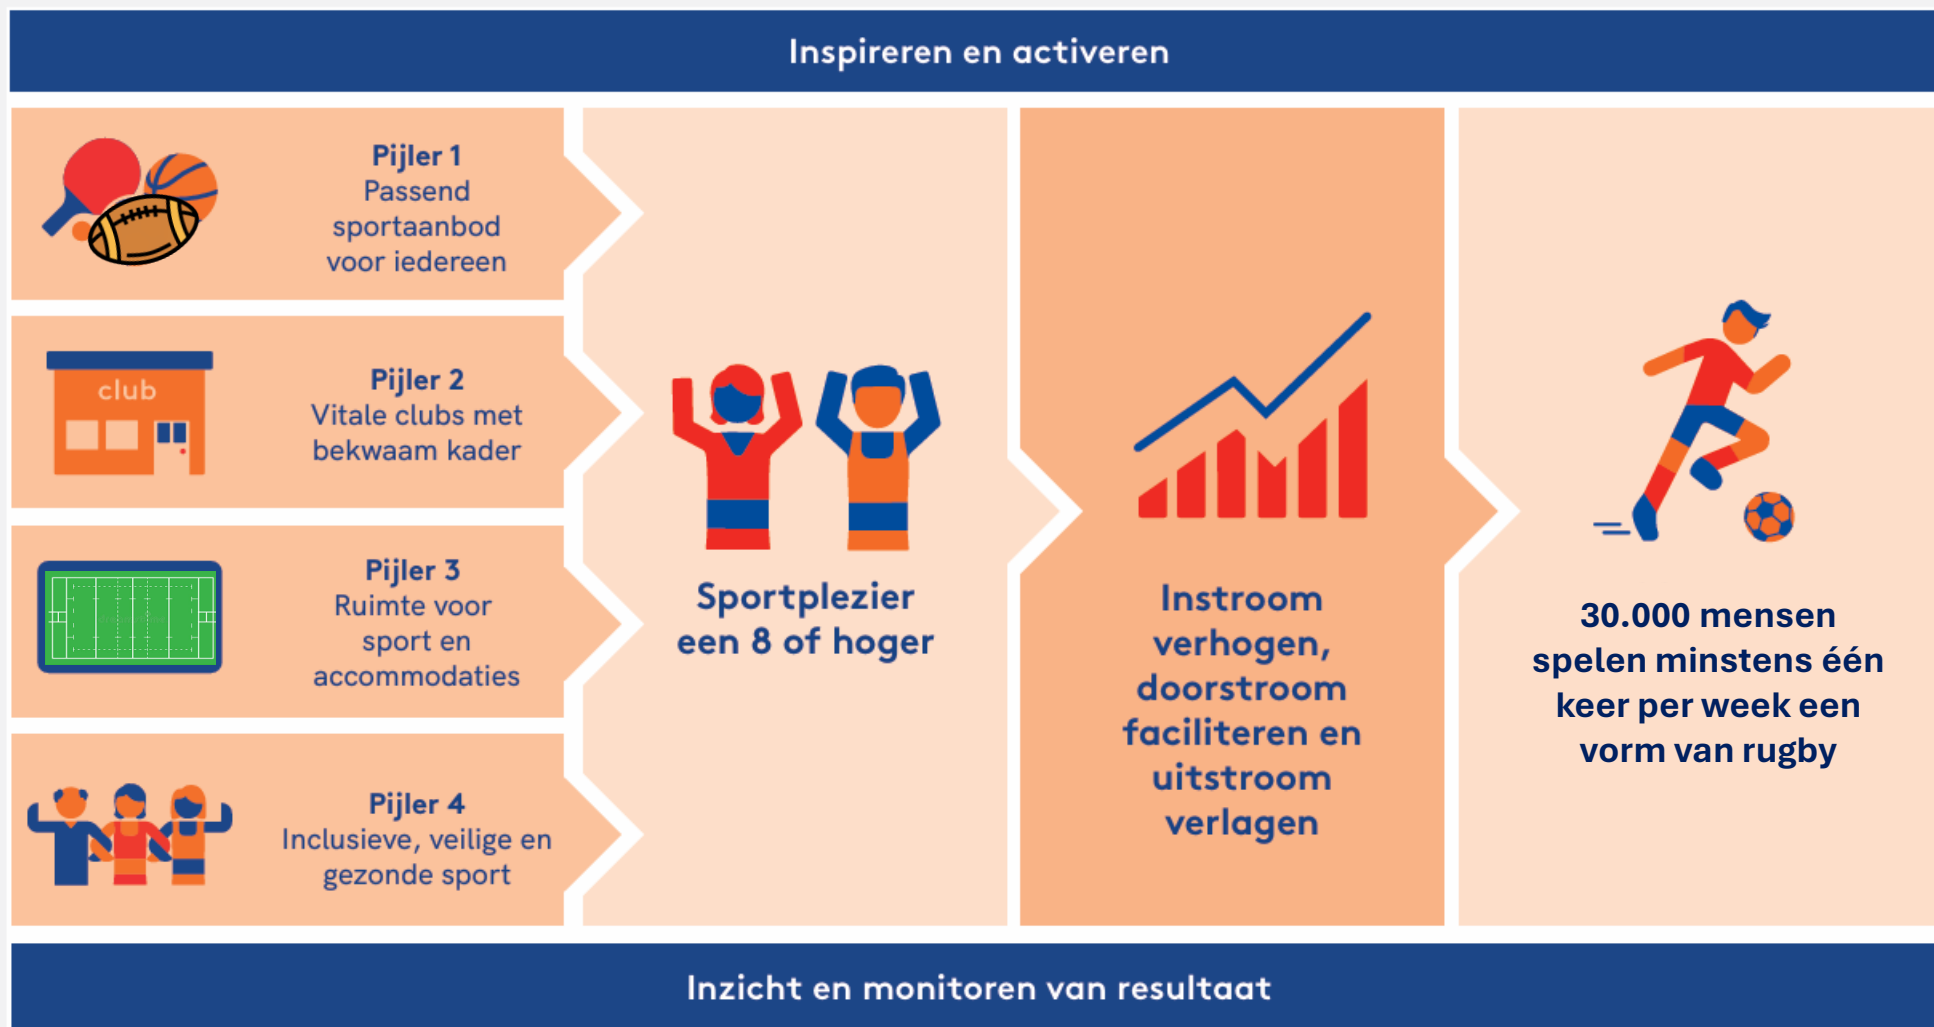 Inspireren en activeren
Pijler 1
Passend
sportaanbod
voor iedereen
club
Pijler 2
Vitale clubs met
bekwaam kader
Pijler 3
Ruimte voor
sport en
accommodaties
Pijler 4
Inclusieve, veilige en
gezonde sport
Sportplezier
een 8 of hoger
Instroom
verhogen,
doorstroom
faciliteren en
uitstroom
verlagen
30.000 mensen
spelen minstens één
keer per week een
vorm van rugby
Inzicht en monitoren van resultaat